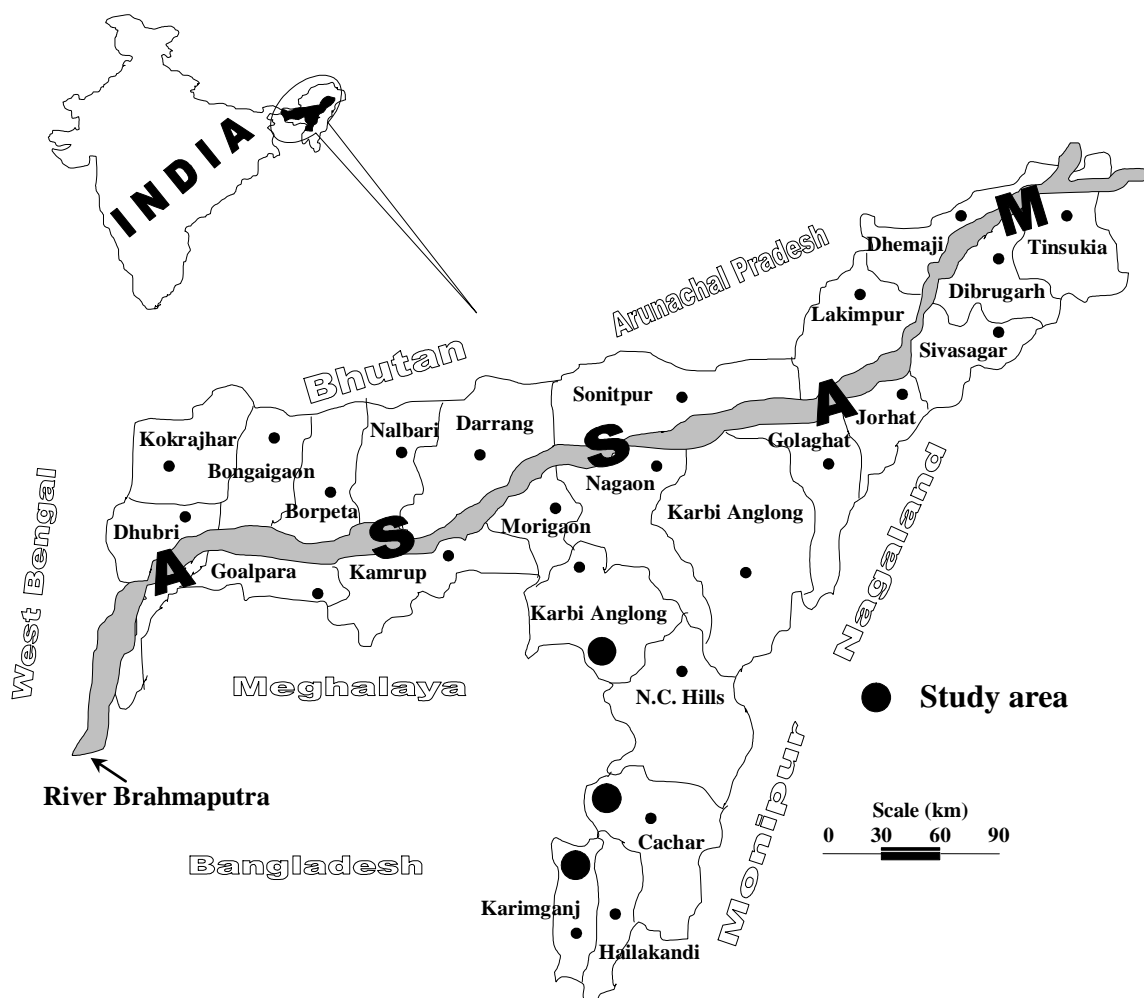 INDIA
ASSAM
Arunachal Pradesh
Bhutan
West Bengal
Meghalaya
Bangladesh
Nagaland
Monipur
Dhemaji
Tinsukia
Dibrugarh
Lakimpur
Sivasagar
Sonitpur
Jorhat
Golaghat
Kokrajhar
Bongaigaon
Nalbari
Darrang
Nagaon
Borpeta
Morigaon
Karbi Anglong
Dhubri
Goalpara
Kamrup
Karbi Anglong
N.C. Hills
Study area
River Brahmaputra
Cachar
Karimganj
Hailakandi
Scale (km)
0 30 60 90